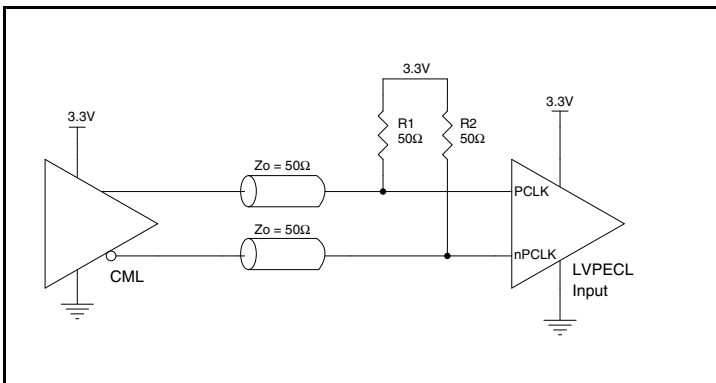 3.3V
3.3V
3.3V
R1
50Ω
R2
50Ω
Zo = 50Ω
PCLK
Zo = 50Ω
nPCLK
CML
LVPECL
Input